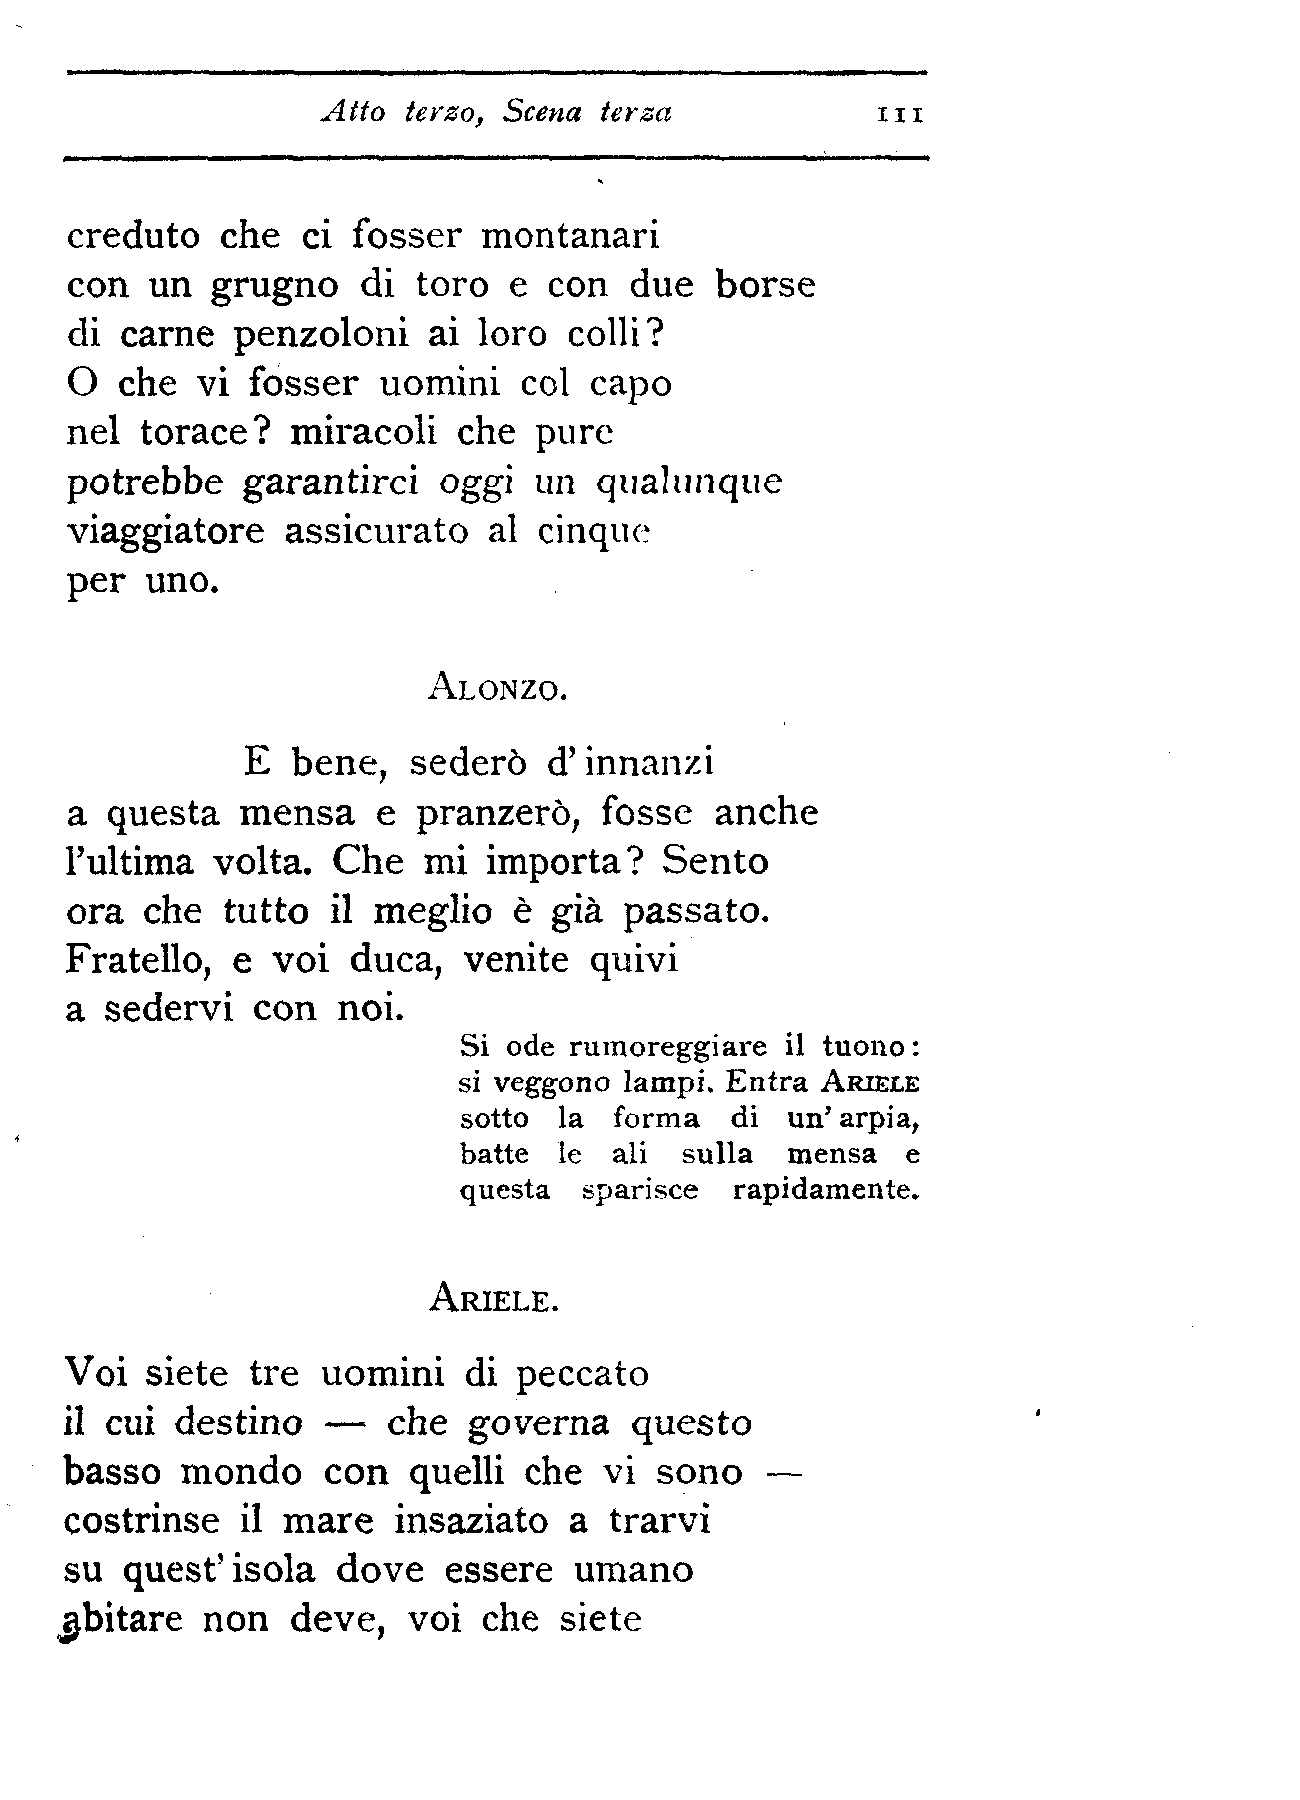 Atto terzo, Scena terza 111
creduto che ci fosser montanari
con un grugno di toro e con due borse
di carne penzoloni ai loro colli?
O che vi fosser uomini col capo
nel torace? miracoli che pure
potrebbe garantirci oggi un qualunque
viaggiatore assicurato al cinque
per uno.
ALONZO.
E bene, sederò d'innanzi
a questa mensa e pranzerò, fosse anche
l'ultima volta. Che mi importa? Sento
ora che tutto il meglio è già passato.
Fratello, e voi duca, venite quivi
a sedervi con noi.
Si ode rumoreggiare il tuono:
si veggono lampi. Entra ARIELE
sotto la forma di un'arpia,
batte le ali sulla mensa e
questa sparisce rapidamente.
ARIELE.
Voi siete tre uomini di peccato
il cui destino — che governa questo
basso mondo con quelli che vi sono —
costrinse il mare insaziato a trarvi
su quest'isola dove essere umano
abitare non deve, voi che siete